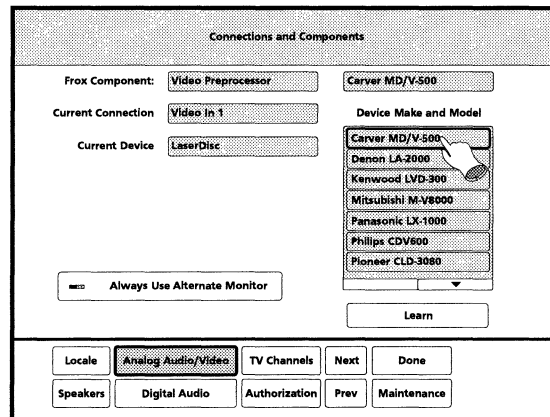 Connections and Components
Frox Component: Video Preprocessor Carver MD/V-500
Current Connection Video In 1 Device Make and Model
Current Device LaserDisc
Carver MD/V-500
Denon LA-2000
Kenwood LVD-300
Mitsubishi M-V8000
Panasonic LX-1000
Philips CDV600
Pioneer CLD-3080
Always Use Alternate Monitor
Learn
Locale Analog Audio/Video TV Channels Next Done
Speakers Digital Audio Authorization Prev Maintenance